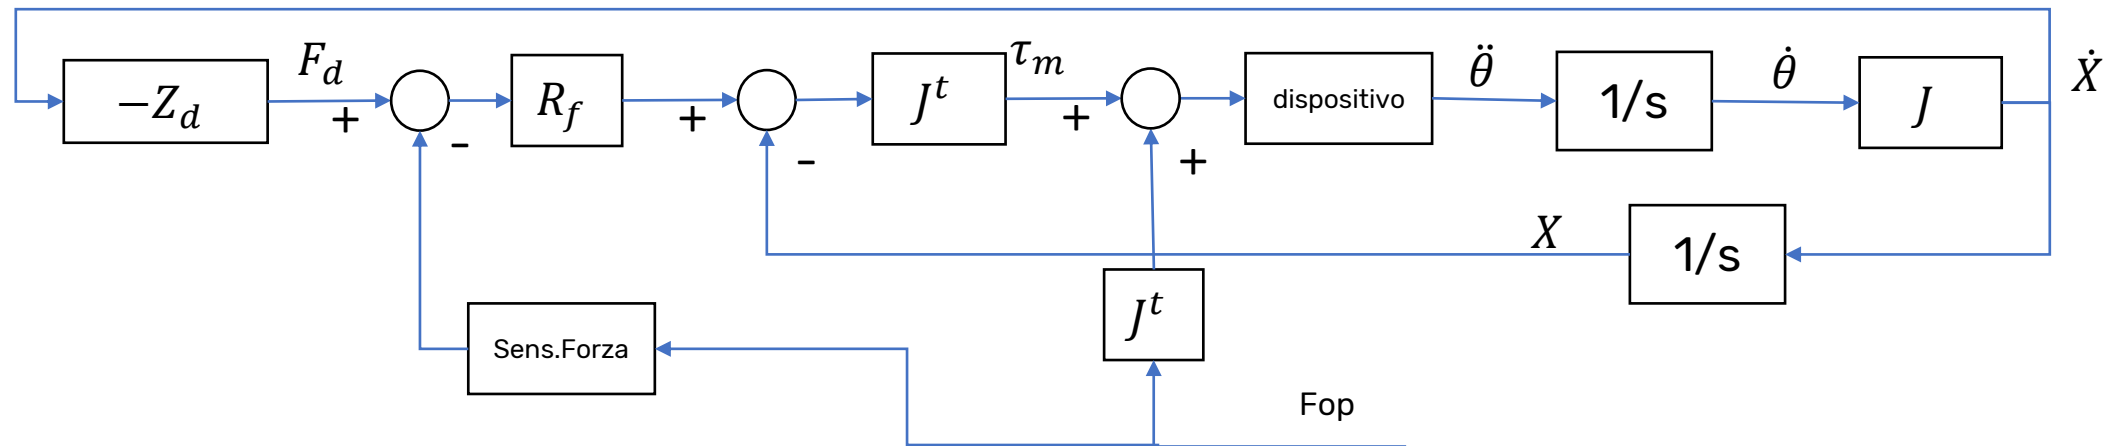 −Z_d
F_d
+
-
R_f
+
-
J^t
τ_m
+
+
dispositivo
θ̈
1/s
θ̇
J
Ẋ
X
1/s
J^t
Sens.Forza
Fop